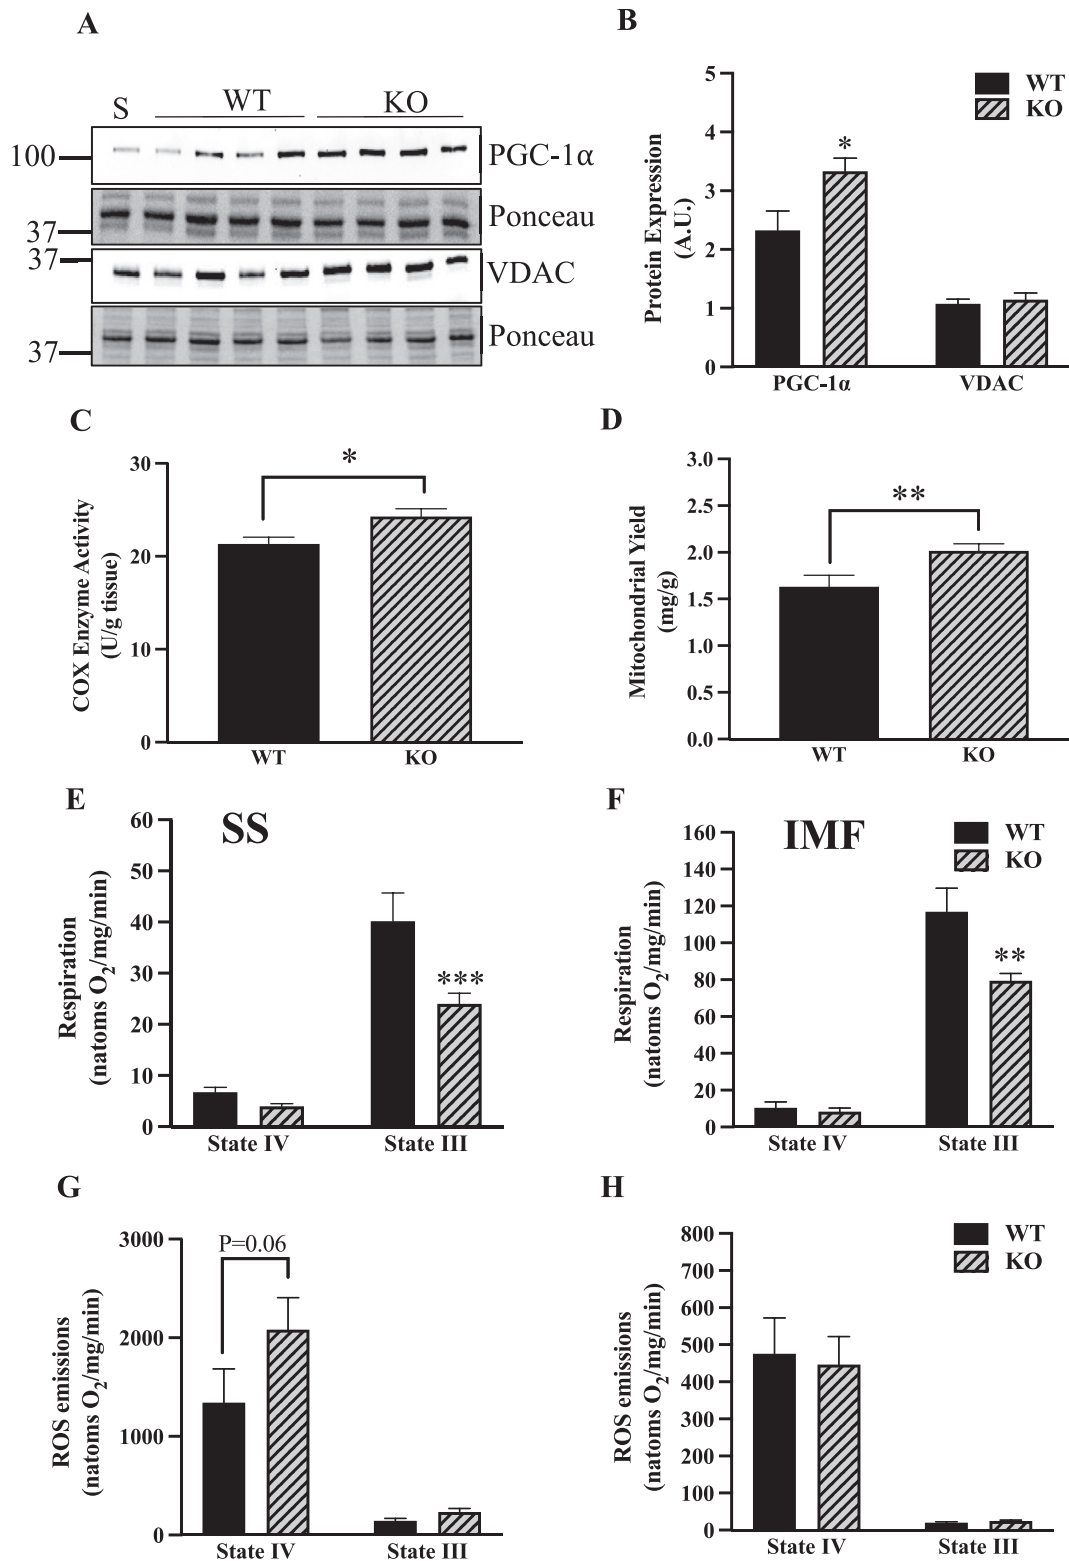 A
S WT KO
100 PGC-1α
Ponceau
37
37 VDAC
Ponceau
37
B
WT
KO
Protein Expression
(A.U.)
5
4
3
2
1
0
*
PGC-1α VDAC
C
COX Enzyme Activity
(U/g tissue)
30
20
10
0
*
WT KO
D
Mitochondrial Yield
(mg/g)
3.0
2.5
2.0
1.5
1.0
0.5
0.0
**
WT KO
E
SS
Respiration
(natoms O₂/mg/min)
60
50
40
30
20
10
0
***
State IV State III
F
IMF
WT
KO
Respiration
(natoms O₂/mg/min)
160
140
120
100
80
60
40
20
0
**
State IV State III
G
ROS emissions
(natoms O₂/mg/min)
3000
2000
1000
0
P=0.06
State IV State III
H
WT
KO
ROS emissions
(natoms O₂/mg/min)
800
700
600
500
400
300
200
100
0
State IV State III